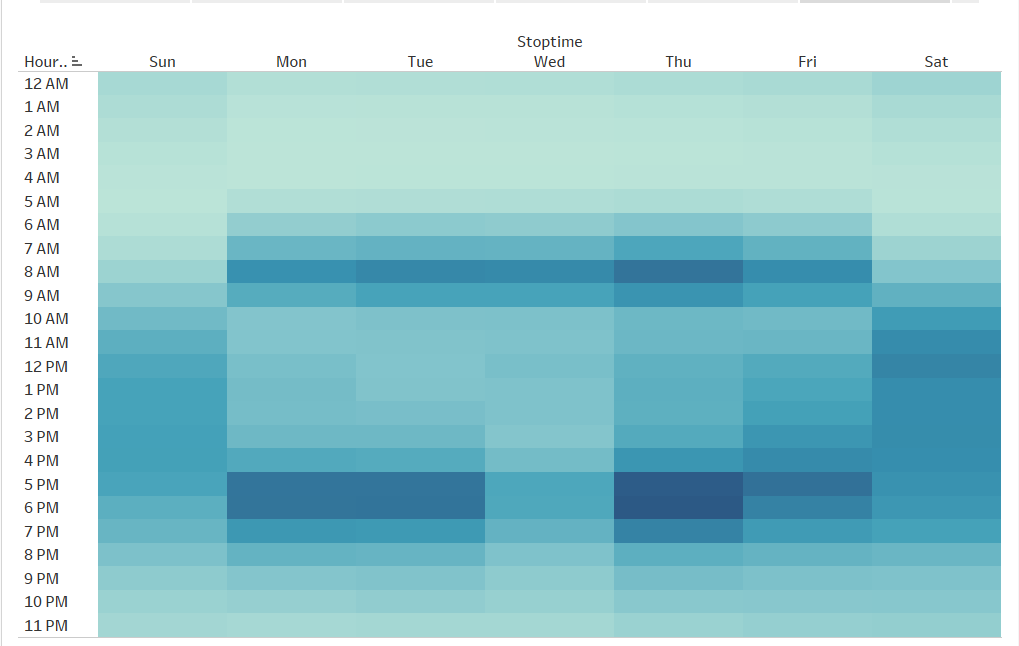 Stoptime
Hour.. Sun Mon Tue Wed Thu Fri Sat
12 AM
1 AM
2 AM
3 AM
4 AM
5 AM
6 AM
7 AM
8 AM
9 AM
10 AM
11 AM
12 PM
1 PM
2 PM
3 PM
4 PM
5 PM
6 PM
7 PM
8 PM
9 PM
10 PM
11 PM